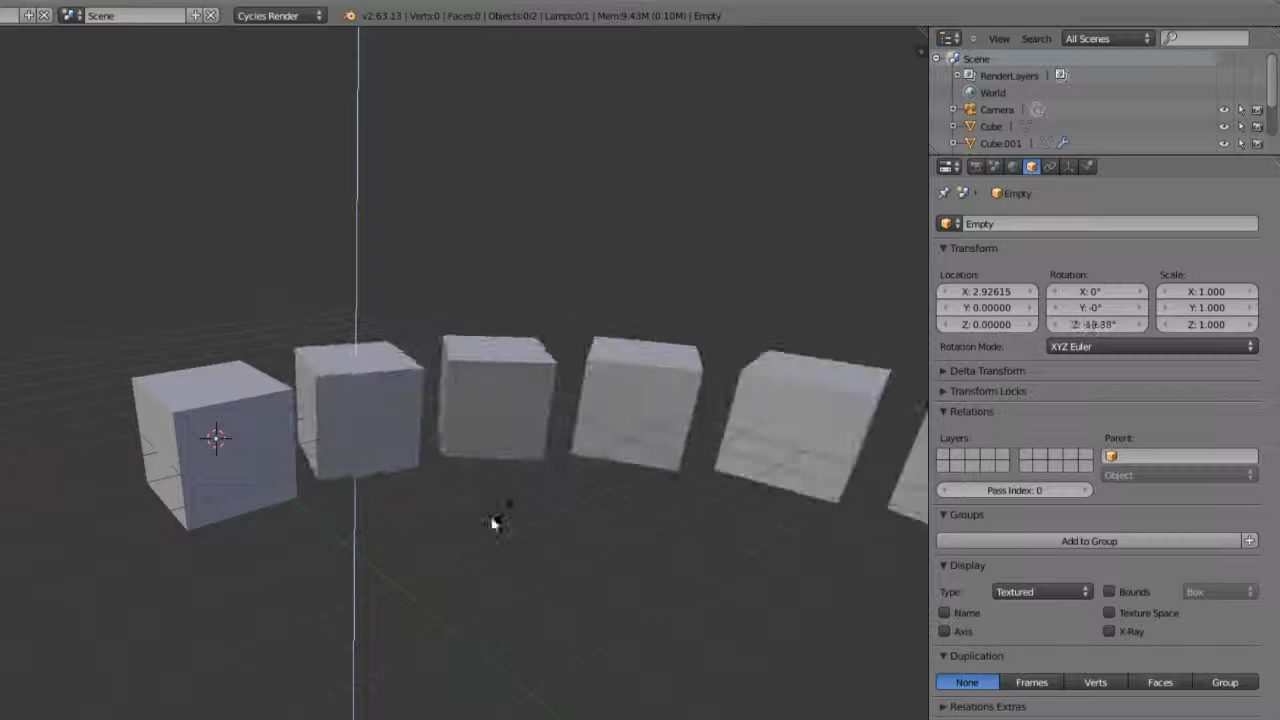 Scene
Cycles Render
v2.63.13 | Verts:0 | Faces:0 | Objects:0/2 | Lamps:0/1 | Mem:9.43M (0.10M) | Empty
View Search All Scenes
Scene
RenderLayers
World
Camera
Cube
Cube.001
Empty
Empty
Transform
Location: Rotation: Scale:
X: 2.92615 X: 0° X: 1.000
Y: 0.00000 Y: -0° Y: 1.000
Z: 0.00000 Z: 1.000
Rotation Mode: XYZ Euler
Delta Transform
Transform Locks
Relations
Layers: Parent:
Object
Pass Index: 0
Groups
Add to Group
Display
Type: Textured Bounds Box
Name Texture Space
Axis X-Ray
Duplication
None Frames Verts Faces Group
Relations Extras